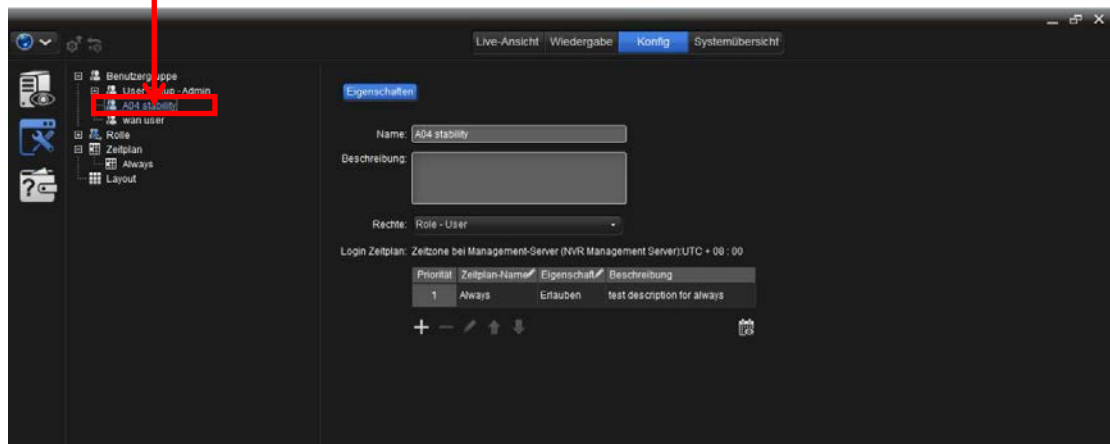 Live-Ansicht Wiedergabe Konfig Systemübersicht
Benutzergruppe
User Group - Admin
A04 stability
wan user
Rolle
Zeitplan
Always
Layout
Eigenschaften
Name: A04 stability
Beschreibung:
Rechte: Role - User
Login Zeitplan: Zeitzone bei Management-Server (NVR Management Server):UTC + 08 : 00
Priorität Zeitplan-Name Eigenschaft Beschreibung
1 Always Erlauben test description for always